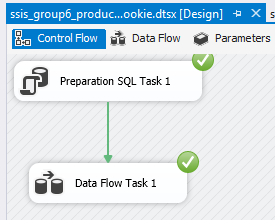 ssis_group6_produc...ookie.dtsx [Design]
Control Flow Data Flow Parameters
Preparation SQL Task 1
Data Flow Task 1